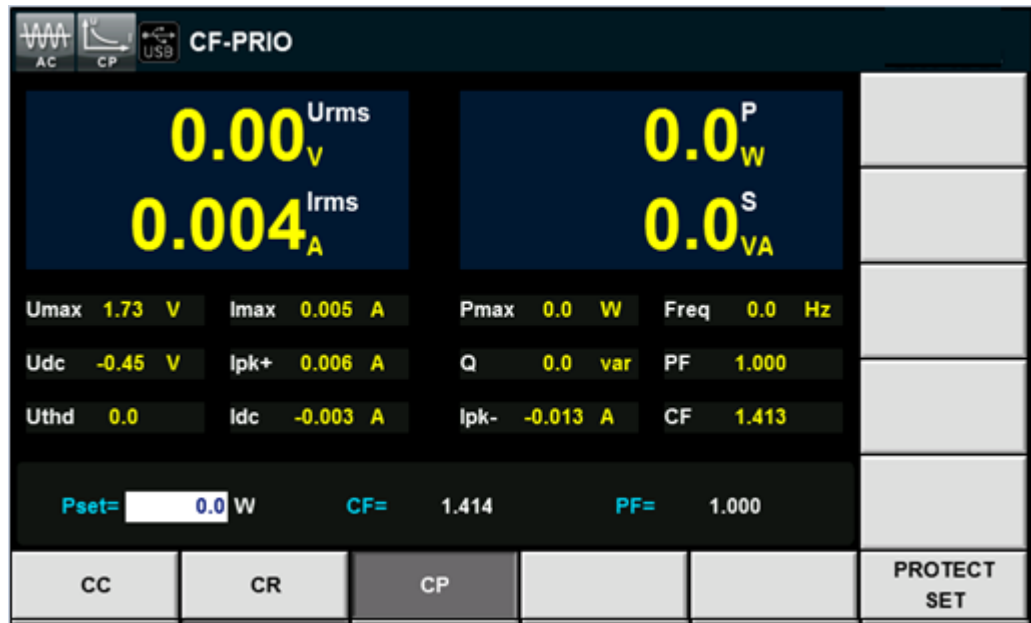 AC CP USB CF-PRIO
U I
0.00 Urms V
0.0 P W
0.004 Irms A
0.0 S VA
Umax 1.73 V Imax 0.005 A Pmax 0.0 W Freq 0.0 Hz
Udc -0.45 V Ipk+ 0.006 A Q 0.0 var PF 1.000
Uthd 0.0 Idc -0.003 A Ipk- -0.013 A CF 1.413
Pset= 0.0 W CF= 1.414 PF= 1.000
CC CR CP PROTECT
SET